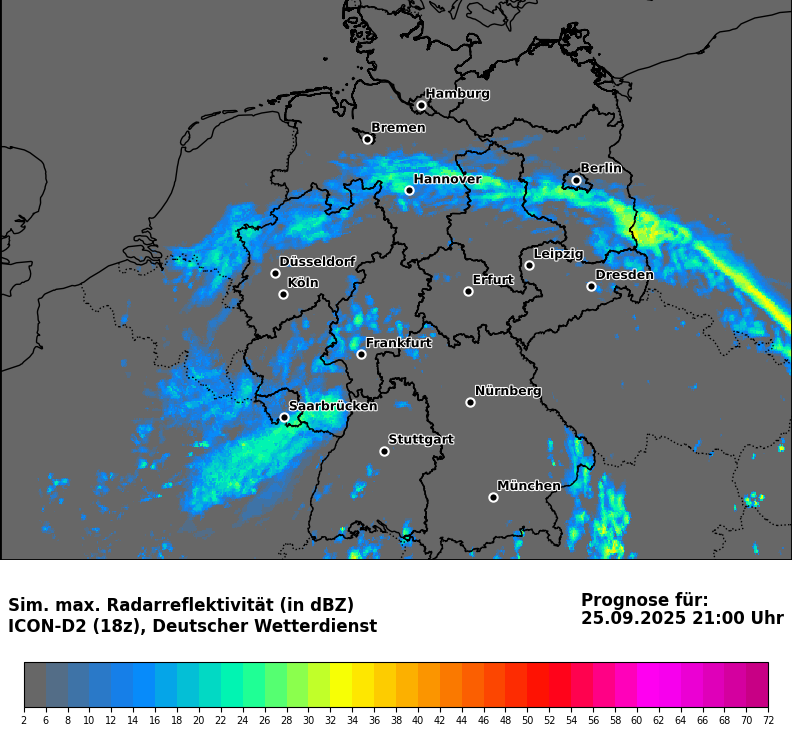 Hamburg
Bremen
Berlin
Hannover
Leipzig
Düsseldorf
Dresden
Köln
Erfurt
Frankfurt
Nürnberg
Saarbrücken
Stuttgart
München
Sim. max. Radarreflektivität (in dBZ)
ICON-D2 (18z), Deutscher Wetterdienst
Prognose für:
25.09.2025 21:00 Uhr
2 6 8 10 12 14 16 18 20 22 24 26 28 30 32 34 36 38 40 42 44 46 48 50 52 54 56 58 60 62 64 66 68 70 72